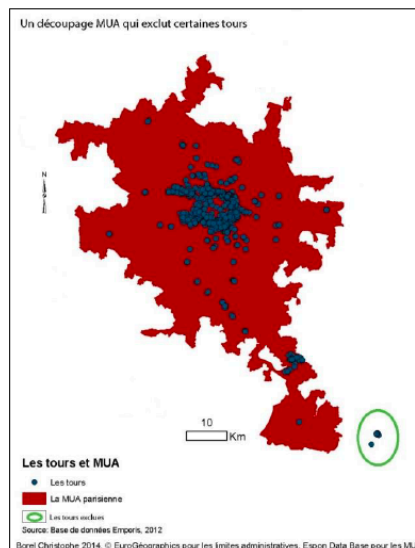 Un découpage MUA qui exclut certaines tours
10
Km
Les tours et MUA
Les tours
La MUA parisienne
Les tours exclues
Source: Base de données Emporis, 2012
Borel Christophe 2014, © EuroGéographics pour les limites administratives, Espon Data Base pour les MU